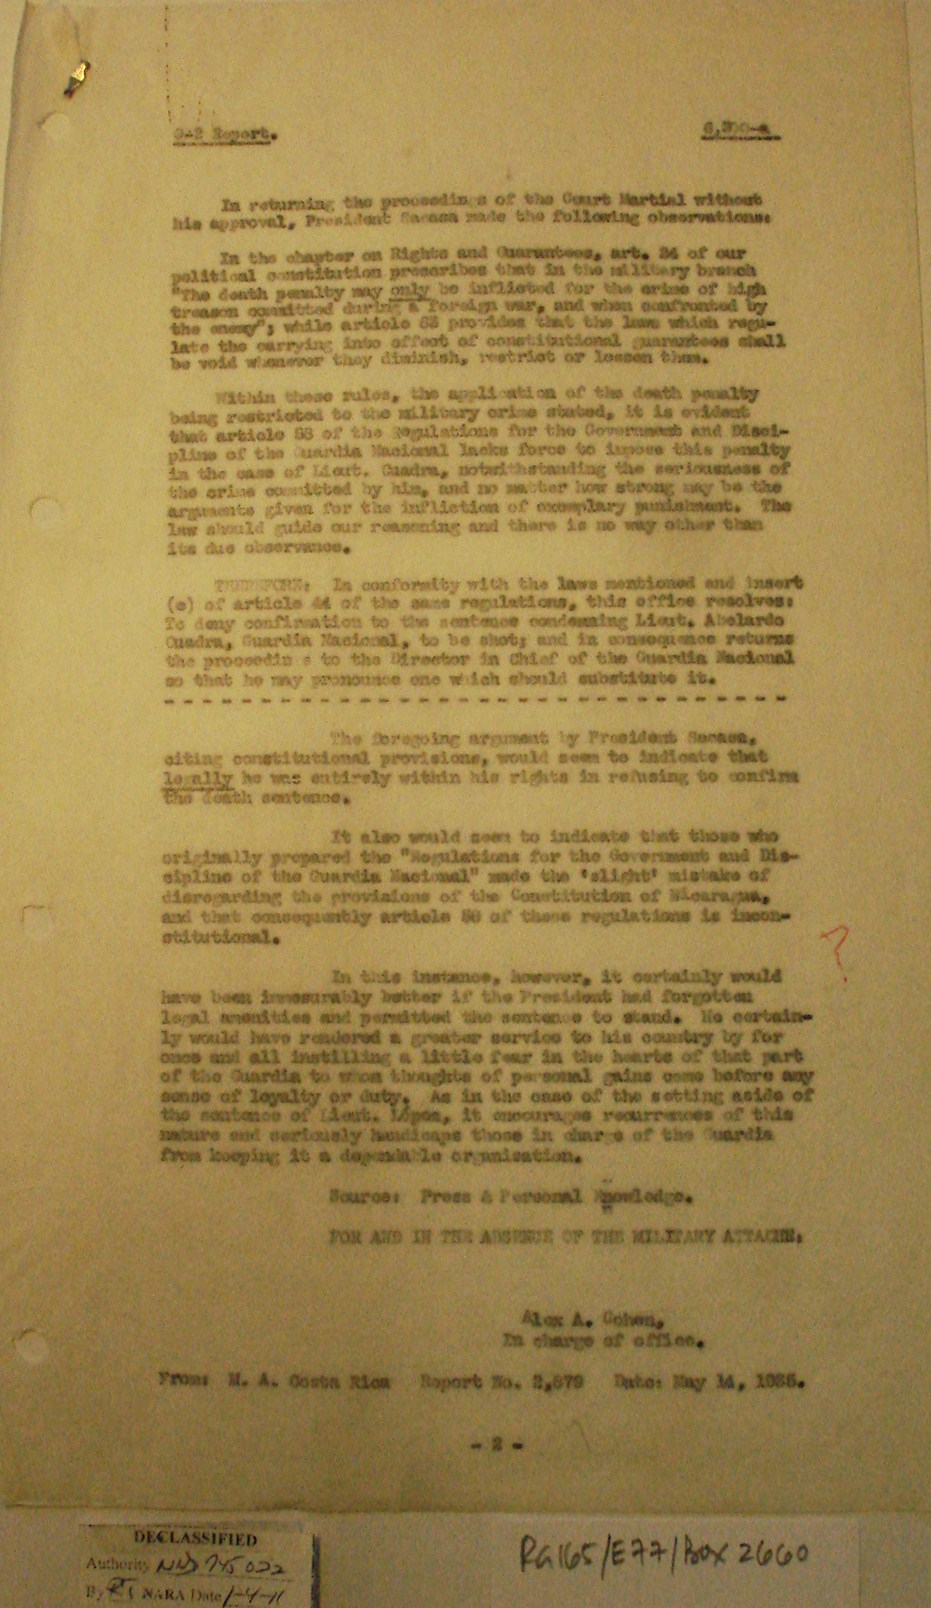 G-2 Report.
6,300-a
In returning the proceedings of the Court Martial without
his approval, President Sacasa made the following observations:
In the chapter on Rights and Guarantees, art. 24 of our
political constitution prescribes that in the military branch
"The death penalty may only be inflicted for the crime of high
treason committed during a foreign war, and when confronted by
the enemy"; while article 63 provides that the laws which regu-
late the carrying into effect of constitutional guarantees shall
be void whenever they diminish, restrict or lessen them.
Within these rules, the application of the death penalty
being restricted to the military crime stated, it is evident
that article 58 of the Regulations for the Government and Disci-
pline of the Guardia Nacional lacks force to impose this penalty
in the case of Lieut. Cuadra, notwithstanding the seriousness of
the crime committed by him, and no matter how strong may be the
arguments given for the infliction of exemplary punishment. The
law should guide our reasoning and there is no way other than
its due observance.
THEREFORE: In conformity with the laws mentioned and insert
(e) of article 44 of the same regulations, this office resolves:
To deny confirmation to the sentence condemning Lieut. Abelardo
Cuadra, Guardia Nacional, to be shot; and in consequence returns
the proceedings to the Director in Chief of the Guardia Nacional
so that he may pronounce one which should substitute it.
The foregoing argument by President Sacasa,
citing constitutional provisions, would seem to indicate that
legally he was entirely within his rights in refusing to confirm
the death sentence.
It also would seem to indicate that those who
originally prepared the "Regulations for the Government and Dis-
cipline of the Guardia Nacional" made the 'slight' mistake of
disregarding the provisions of the Constitution of Nicaragua,
and that consequently article 58 of these regulations is incon-
stitutional.
?
In this instance, however, it certainly would
have been immesurably better if the President had forgotten
legal amenities and permitted the sentence to stand. He certain-
ly would have rendered a greater service to his country by for
once and all instilling a little fear in the hearts of that part
of the Guardia to whom thoughts of personal gains come before any
sense of loyalty or duty. As in the case of the setting aside of
the sentence of Lieut. López, it encourages recurrences of this
nature and seriously handicaps those in charge of the Guardia
from keeping it a dependable organization.
Source: Press & Personal Knowledge.
FOR AND IN THE ABSENCE OF THE MILITARY ATTACHE:
Alex A. Cohen,
In charge of office.
From: M. A. Costa Rica Report No. 2,879 Date: May 14, 1935.
- 2 -
DECLASSIFIED
Authority NND 745022
By NARA Date 1-4-11
RG165/E77/Box 2660